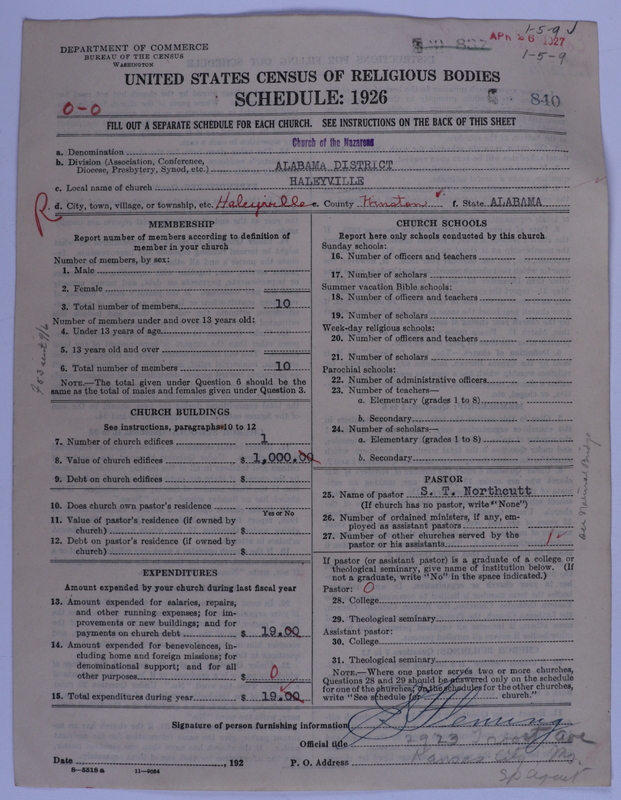 DEPARTMENT OF COMMERCE
BUREAU OF THE CENSUS
WASHINGTON
1-5-9
APR 26 1927
1-5-9
UNITED STATES CENSUS OF RELIGIOUS BODIES
SCHEDULE: 1926
0-0
840
FILL OUT A SEPARATE SCHEDULE FOR EACH CHURCH. SEE INSTRUCTIONS ON THE BACK OF THIS SHEET
a. Denomination Church of the Nazarene
b. Division (Association, Conference, Diocese, Presbytery, Synod, etc.) ALABAMA DISTRICT
c. Local name of church HALEYVILLE
R d. City, town, village, or township, etc. Haleyville e. County Winston f. State ALABAMA
MEMBERSHIP
Report number of members according to definition of member in your church
Number of members, by sex:
1. Male
2. Female
3. Total number of members 10
Number of members under and over 13 years old:
4. Under 13 years of age
5. 13 years old and over
6. Total number of members 10
NOTE.—The total given under Question 6 should be the same as the total of males and females given under Question 3.
CHURCH BUILDINGS
See instructions, paragraphs 10 to 12
7. Number of church edifices 1
8. Value of church edifices $ 1,000.00
9. Debt on church edifices $
10. Does church own pastor's residence
Yes or No
11. Value of pastor's residence (if owned by church) $
12. Debt on pastor's residence (if owned by church) $
EXPENDITURES
Amount expended by your church during last fiscal year
13. Amount expended for salaries, repairs, and other running expenses; for improvements or new buildings; and for payments on church debt $ 19.00
14. Amount expended for benevolences, including home and foreign missions; for denominational support; and for all other purposes $ 0
15. Total expenditures during year $ 19.00
CHURCH SCHOOLS
Report here only schools conducted by this church
Sunday schools:
16. Number of officers and teachers
17. Number of scholars
Summer vacation Bible schools:
18. Number of officers and teachers
19. Number of scholars
Week-day religious schools:
20. Number of officers and teachers
21. Number of scholars
Parochial schools:
22. Number of administrative officers
23. Number of teachers—
a. Elementary (grades 1 to 8)
b. Secondary
24. Number of scholars—
a. Elementary (grades 1 to 8)
b. Secondary
PASTOR
25. Name of pastor S. T. Northcutt
(If church has no pastor, write "None")
26. Number of ordained ministers, if any, employed as assistant pastors
27. Number of other churches served by the pastor or his assistants 1
If pastor (or assistant pastor) is a graduate of a college or theological seminary, give name of institution below. (If not a graduate, write "No" in the space indicated.)
Pastor: 0
28. College
29. Theological seminary
Assistant pastor:
30. College
31. Theological seminary
NOTE.—Where one pastor serves two or more churches, Questions 28 and 29 should be answered only on the schedule for one of the churches; on the schedules for the other churches, write "See schedule for church."
Signature of person furnishing information
Official title
2923 Troost Ave
Date , 192 P. O. Address Kansas City Mo.
Sp agent
8-5518 a 11-9064
See Natural Bridge